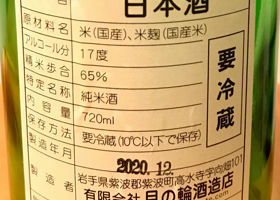 日本酒
原材料名 米(国産)、米麹(国産米)
アルコール分 17度
精米歩合 65%
特定名称 純米酒
内容量 720ml
保存方法 要冷蔵(10℃以下で保存)
製造年月 2020.12.
岩手県紫波郡紫波町高水寺字向畑101
有限会社月の輪酒造店
要冷蔵